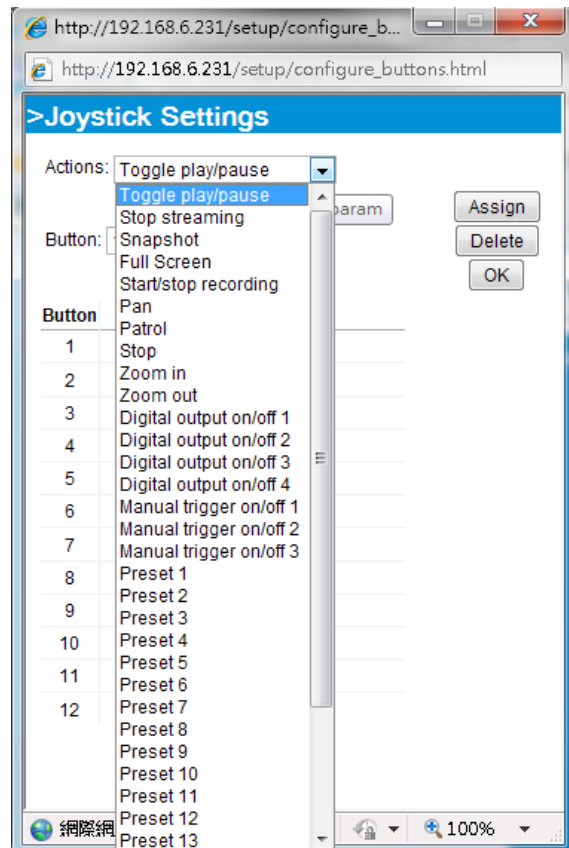 http://192.168.6.231/setup/configure_b...
http://192.168.6.231/setup/configure_buttons.html
>Joystick Settings
Actions: Toggle play/pause
Toggle play/pause
param
Assign
Stop streaming
Button: Snapshot
Delete
Full Screen
OK
Start/stop recording
Button
Pan
Patrol
1
Stop
2
Zoom in
Zoom out
3
Digital output on/off 1
4
Digital output on/off 2
Digital output on/off 3
5
Digital output on/off 4
6
Manual trigger on/off 1
Manual trigger on/off 2
7
Manual trigger on/off 3
8
Preset 1
Preset 2
9
Preset 3
10
Preset 4
Preset 5
11
Preset 6
12
Preset 7
Preset 8
Preset 9
Preset 10
Preset 11
Preset 12
Preset 13
網際網
100%